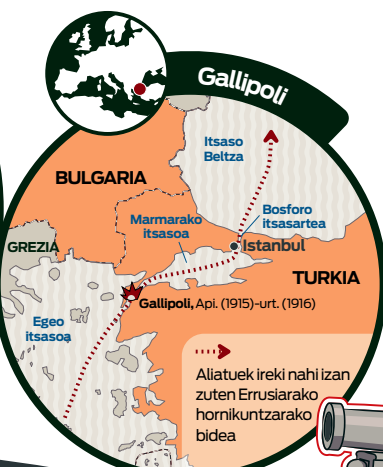 Gallipoli
Itsaso
Beltza
BULGARIA
Bosforo
itsasartea
Marmarako
itsasoa
Istanbul
GREZIA
TURKIA
Gallipoli, Api. (1915)-urt. (1916)
Egeo
itsasoa
Aliatuek ireki nahi izan
zuten Errusiarako
hornikuntzarako
bidea